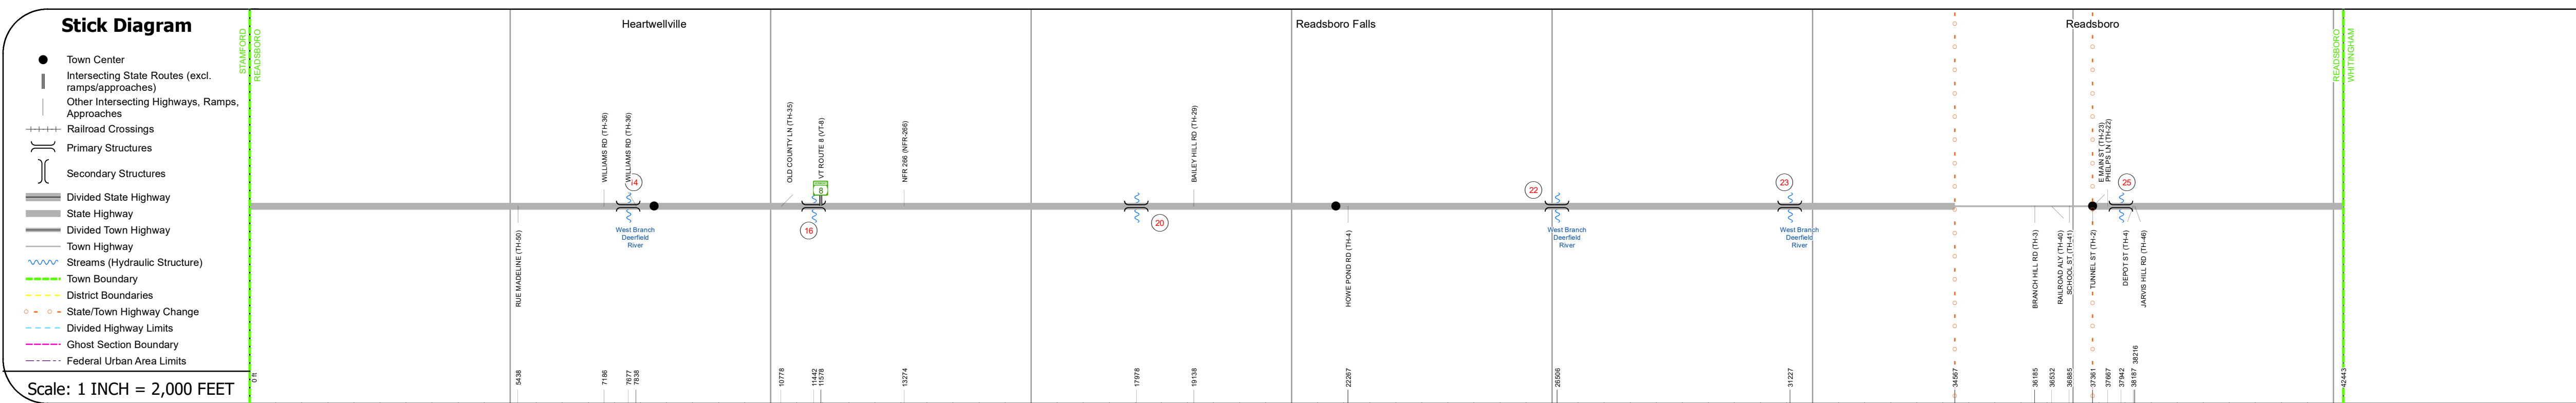 Stick Diagram
Town Center
Intersecting State Routes (excl.
ramps/approaches)
Other Intersecting Highways, Ramps,
Approaches
Railroad Crossings
Primary Structures
Secondary Structures
Divided State Highway
State Highway
Divided Town Highway
Town Highway
Streams (Hydraulic Structure)
Town Boundary
District Boundaries
State/Town Highway Change
Divided Highway Limits
Ghost Section Boundary
Federal Urban Area Limits
Scale: 1 INCH = 2,000 FEET
STAMFORD
READSBORO
Heartwellville
Readsboro Falls
Readsboro
READSBORO
WHITINGHAM
WILLIAMS RD (TH-36)
WILLIAMS RD (TH-36)
OLD COUNTY LN (TH-35)
VT ROUTE 8 (VT-8)
NFR 266 (NFR-266)
BAILEY HILL RD (TH-29)
E MAIN ST (TH-23)
PHELPS LN (TH-22)
14
8
16
20
22
23
25
West Branch
Deerfield
River
West Branch
Deerfield
River
West Branch
Deerfield
River
RUE MADELINE (TH-50)
HOWE POND RD (TH-4)
BRANCH HILL RD (TH-3)
RAILROAD ALY (TH-40)
SCHOOL ST (TH-41)
TUNNEL ST (TH-2)
DEPOT ST (TH-4)
JARVIS HILL RD (TH-46)
0 ft
5438
7186
7677
7838
10778
11442
11578
13274
17978
19138
22267
26506
31227
34567
36185
36532
36885
37361
37667
37942
38187
38216
42443